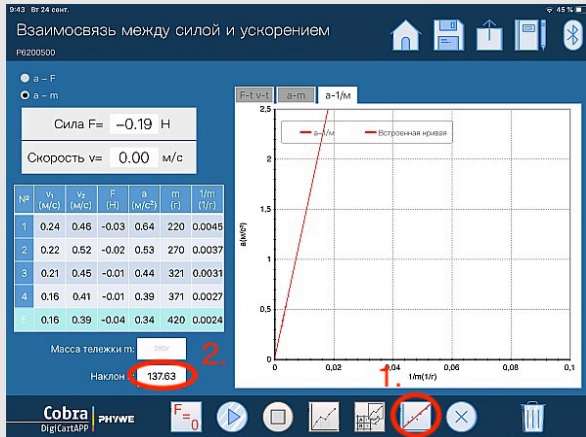 9:43 Вт 24 сент.
45 %
Взаимосвязь между силой и ускорением
P6200500
a – F
a – m
Сила F= −0.19 Н
Скорость v= 0.00 м/с
№ v₁ (м/с) v₂ (м/с) F (Н) a (м/с²) m (г) 1/m (1/г)
1 0.24 0.46 -0.03 0.64 220 0.0045
2 0.22 0.52 -0.02 0.53 270 0.0037
3 0.21 0.45 -0.01 0.44 321 0.0031
4 0.16 0.41 -0.01 0.39 371 0.0027
0.16 0.39 -0.04 0.34 420 0.0024
Масса тележки m:
2.
Наклон
137.63
F-t v-t a-m a-1/м
2,5
a-1/м Встроенная кривая
2
1,5
a(м/с²)
1
0,5
0
0 0,02 0,04 0,06 0,08 0,1
1/m(1/г)
1.
Cobra DigiCartAPP PHYWE
F=0